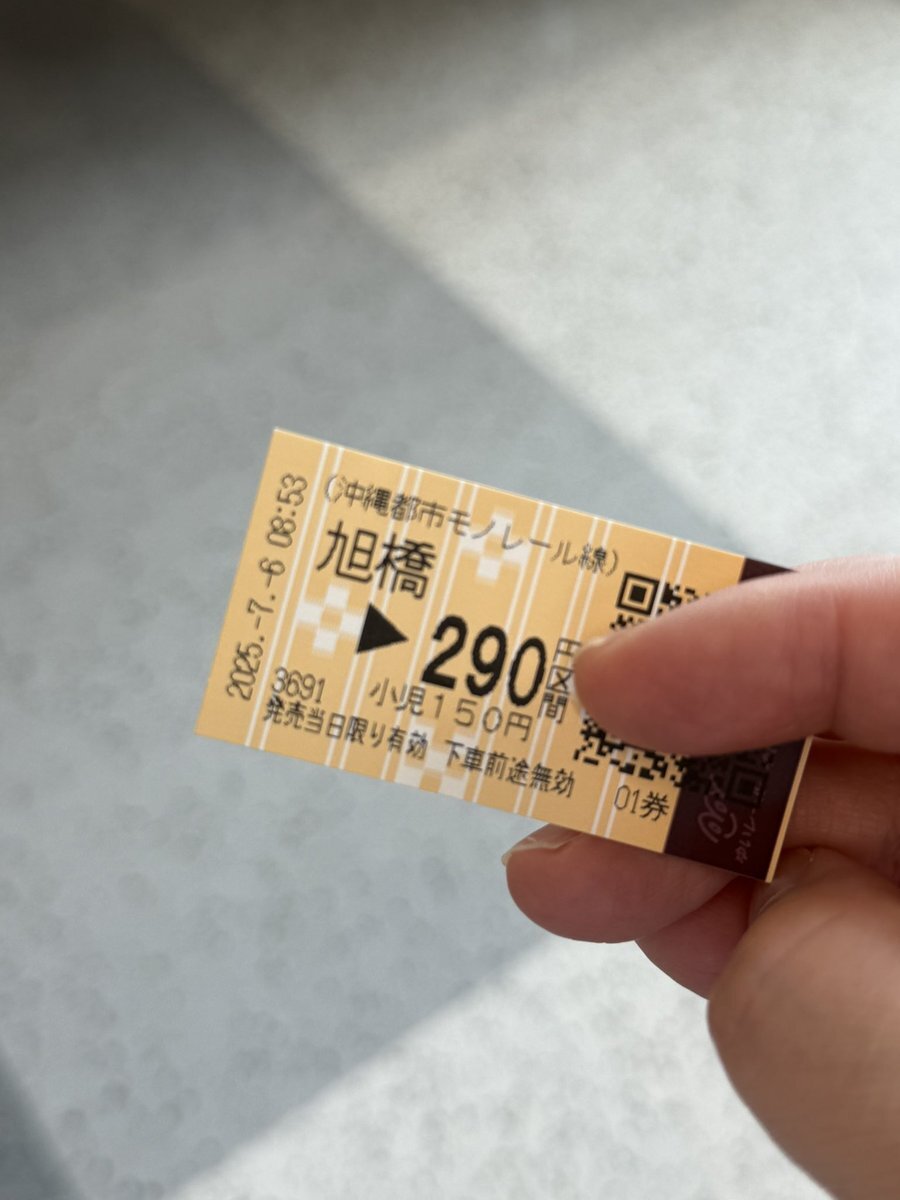 (沖縄都市モノレール線)
旭橋
▶290円区間
小児150円
3691
発売当日限り有効 下車前途無効
01券
2025.-7.-6 08:53